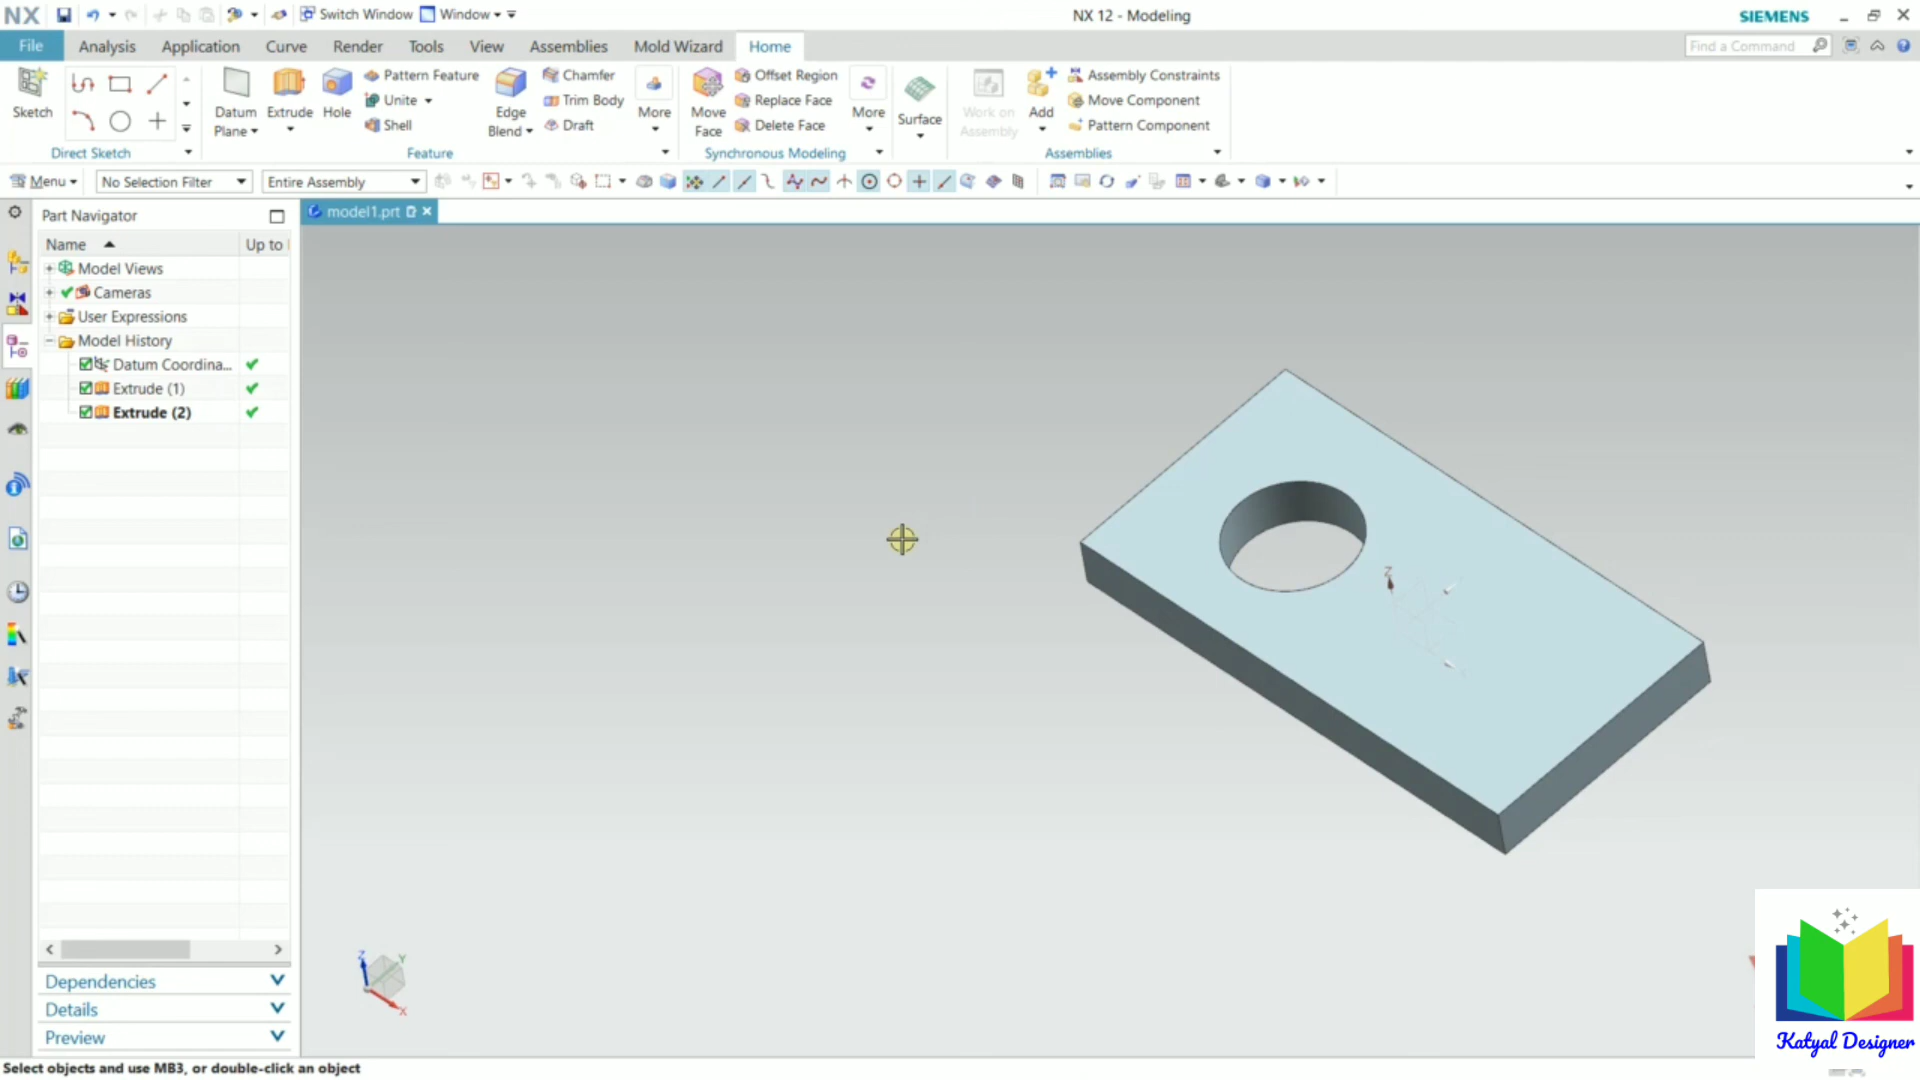 NX
Switch Window
Window
NX 12 - Modeling
SIEMENS
File
Analysis
Application
Curve
Render
Tools
View
Assemblies
Mold Wizard
Home
Find a Command
Sketch
Direct Sketch
Datum
Plane
Extrude
Hole
Pattern Feature
Unite
Shell
Edge
Blend
Chamfer
Trim Body
Draft
More
Feature
Move
Face
Offset Region
Replace Face
Delete Face
More
Synchronous Modeling
Surface
Work on
Assembly
Add
Assembly Constraints
Move Component
Pattern Component
Assemblies
Menu
No Selection Filter
Entire Assembly
Part Navigator
model1.prt
Name
Up to
Model Views
Cameras
User Expressions
Model History
Datum Coordina...
Extrude (1)
Extrude (2)
Z
Z
Y
X
Dependencies
Details
Preview
Katyal Designer
Select objects and use MB3, or double-click an object